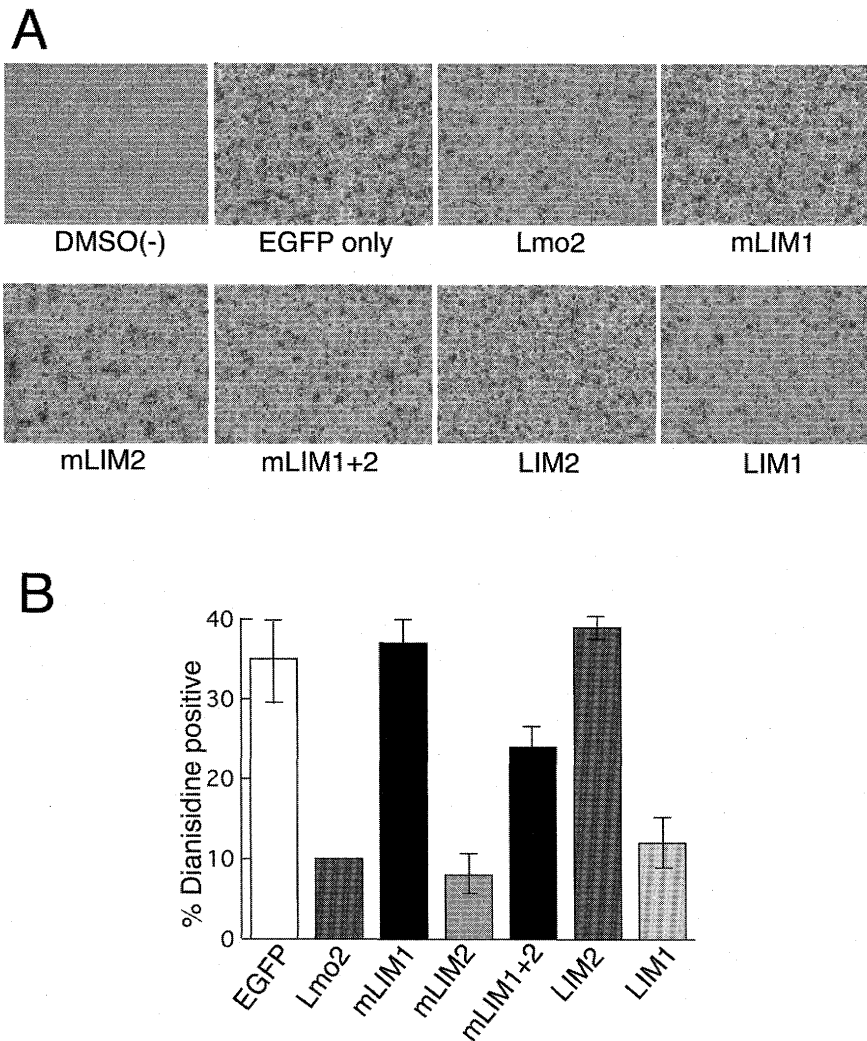 A
DMSO(-) EGFP only Lmo2 mLIM1
mLIM2 mLIM1+2 LIM2 LIM1
B
% Dianisidine positive
40
30
20
10
0
EGFP Lmo2 mLIM1 mLIM2 mLIM1+2 LIM2 LIM1